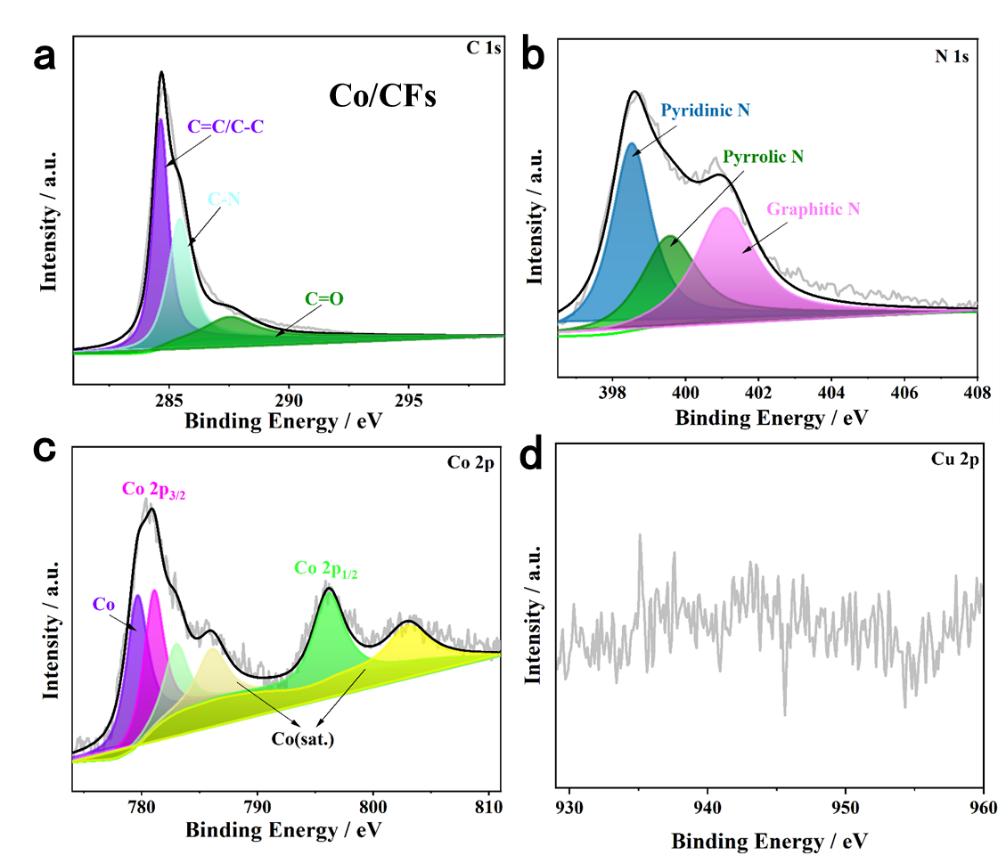 a
C 1s
Co/CFs
C=C/C-C
C-N
C=O
Intensity / a.u.
285
290
295
Binding Energy / eV
b
N 1s
Pyridinic N
Pyrrolic N
Graphitic N
Intensity / a.u.
398
400
402
404
406
408
Binding Energy / eV
c
Co 2p
Co 2p3/2
Co
Co 2p1/2
Co(sat.)
Intensity / a.u.
780
790
800
810
Binding Energy / eV
d
Cu 2p
Intensity / a.u.
930
940
950
960
Binding Energy / eV